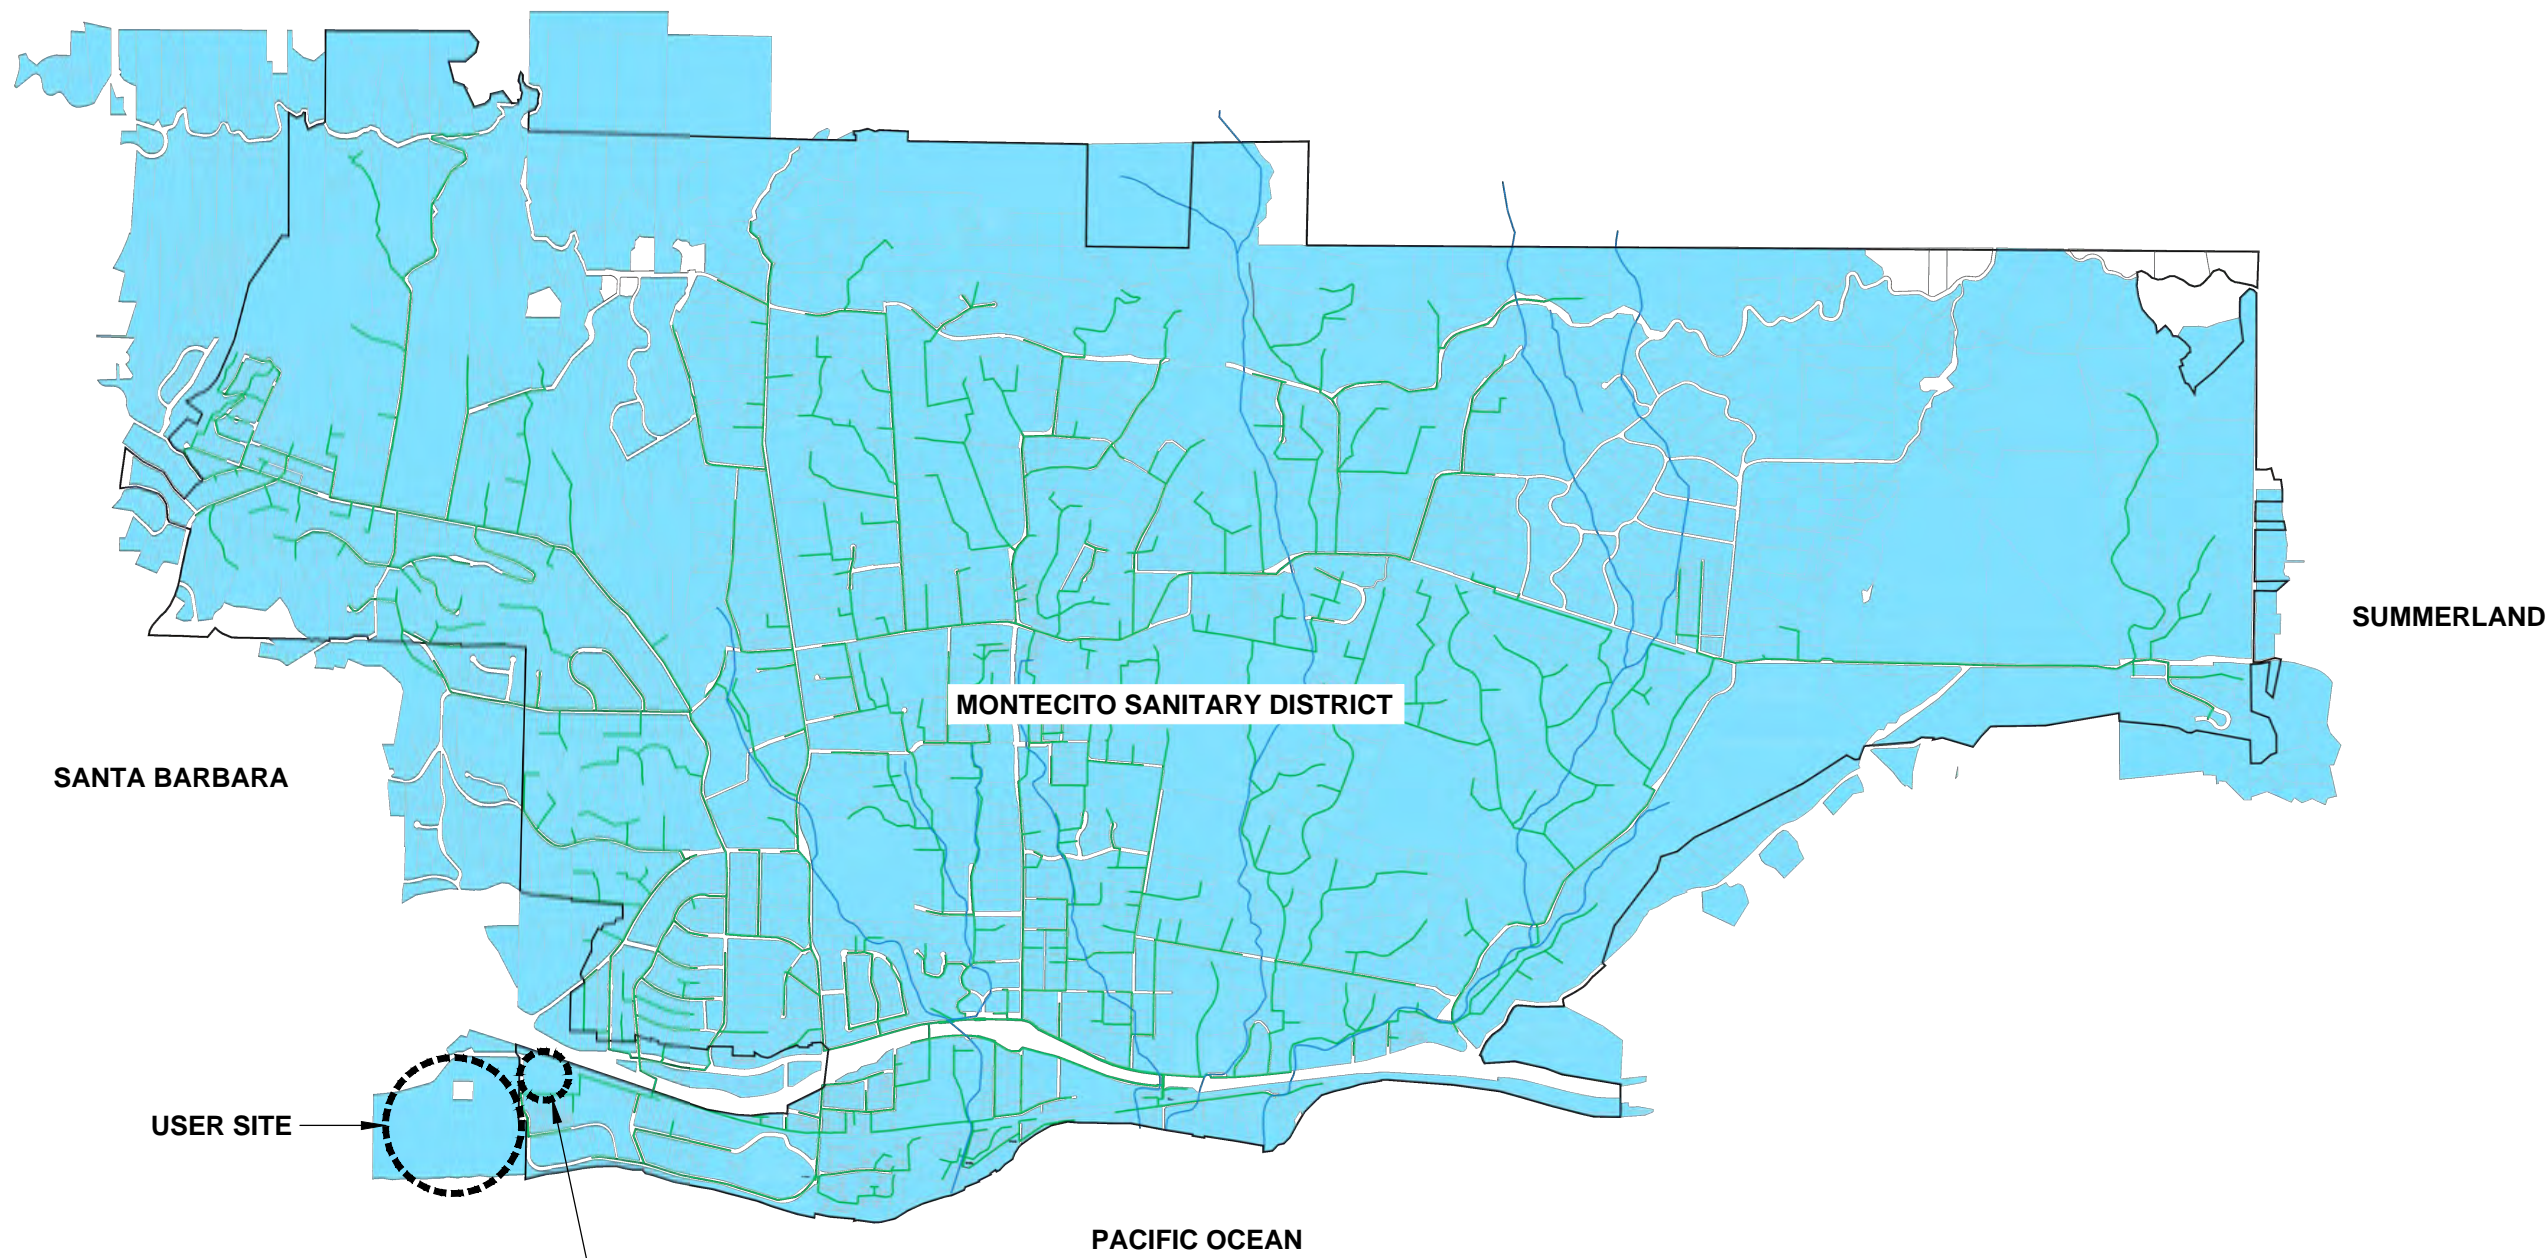 SUMMERLAND
MONTECITO SANITARY DISTRICT
SANTA BARBARA
USER SITE
PACIFIC OCEAN